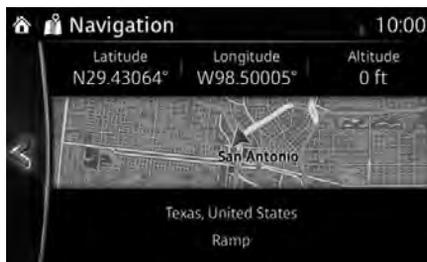 Navigation 10:00
Latitude Longitude Altitude
N29.43064° W98.50005° 0 ft
San Antonio
Texas, United States
Ramp